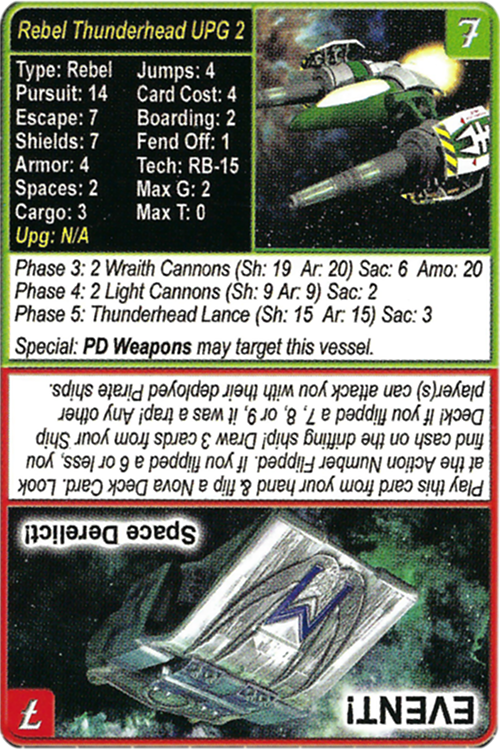 Rebel Thunderhead UPG 2
7
Type: Rebel Jumps: 4
Pursuit: 14 Card Cost: 4
Escape: 7 Boarding: 2
Shields: 7 Fend Off: 1
Armor: 4 Tech: RB-15
Spaces: 2 Max G: 2
Cargo: 3 Max T: 0
Upg: N/A
Phase 3: 2 Wraith Cannons (Sh: 19 Ar: 20) Sac: 6 Amo: 20
Phase 4: 2 Light Cannons (Sh: 9 Ar: 9) Sac: 2
Phase 5: Thunderhead Lance (Sh: 15 Ar: 15) Sac: 3
Special: PD Weapons may target this vessel.
EVENT!
7
Space Derelict!
Play this card from your hand & flip a Nova Deck Card. Look
at the Action Number Flipped. If you flipped a 6 or less, you
find cash on the drifting ship! Draw 3 cards from your Ship
Deck! If you flipped a 7, 8, or 9, it was a trap! Any other
player(s) can attack you with their deployed Pirate ships.